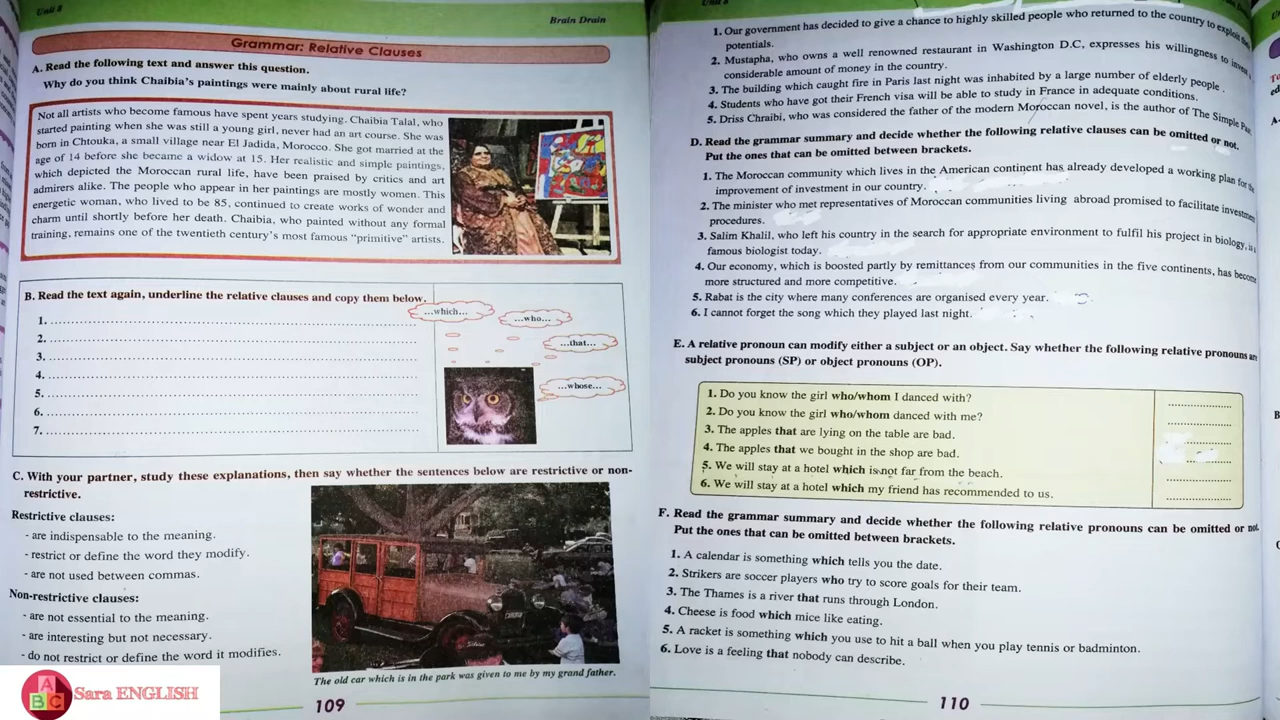 Unit 8
Brain Drain
Grammar: Relative Clauses
A. Read the following text and answer this question.
Why do you think Chaibia's paintings were mainly about rural life?
Not all artists who become famous have spent years studying. Chaibia Talal, who
started painting when she was still a young girl, never had an art course. She was
born in Chtouka, a small village near El Jadida, Morocco. She got married at the
age of 14 before she became a widow at 15. Her realistic and simple paintings,
which depicted the Moroccan rural life, have been praised by critics and art
admirers alike. The people who appear in her paintings are mostly women. This
energetic woman, who lived to be 85, continued to create works of wonder and
charm until shortly before her death. Chaibia, who painted without any formal
training, remains one of the twentieth century's most famous "primitive" artists.
B. Read the text again, underline the relative clauses and copy them below.
1. ....................
2. ....................
3. ....................
4. ....................
5. ....................
6. ....................
7. ....................
...which...
...who...
...that...
...whose...
C. With your partner, study these explanations, then say whether the sentences below are restrictive or non-
restrictive.
Restrictive clauses:
- are indispensable to the meaning.
- restrict or define the word they modify.
- are not used between commas.
Non-restrictive clauses:
- are not essential to the meaning.
- are interesting but not necessary.
- do not restrict or define the word it modifies.
The old car which is in the park was given to me by my grand father.
ABC
Sara ENGLISH
109
Unit 8
1. Our government has decided to give a chance to highly skilled people who returned to the country to exploit
potentials.
2. Mustapha, who owns a well renowned restaurant in Washington D.C, expresses his willingness to
considerable amount of money in the country.
3. The building which caught fire in Paris last night was inhabited by a large number of elderly people .
4. Students who have got their French visa will be able to study in France in adequate conditions.
5. Driss Chraibi, who was considered the father of the modern Moroccan novel, is the author of The Simple
D. Read the grammar summary and decide whether the following relative clauses can be omitted or not.
Put the ones that can be omitted between brackets.
1. The Moroccan community which lives in the American continent has already developed a working plan for the
improvement of investment in our country.
2. The minister who met representatives of Moroccan communities living abroad promised to facilitate investment
procedures.
3. Salim Khalil, who left his country in the search for appropriate environment to fulfil his project in biology, is a
famous biologist today.
4. Our economy, which is boosted partly by remittances from our communities in the five continents, has become
more structured and more competitive.
5. Rabat is the city where many conferences are organised every year.
6. I cannot forget the song which they played last night.
E. A relative pronoun can modify either a subject or an object. Say whether the following relative pronouns are
subject pronouns (SP) or object pronouns (OP).
1. Do you know the girl who/whom I danced with?
2. Do you know the girl who/whom danced with me?
3. The apples that are lying on the table are bad.
4. The apples that we bought in the shop are bad.
5. We will stay at a hotel which is not far from the beach.
6. We will stay at a hotel which my friend has recommended to us.
F. Read the grammar summary and decide whether the following relative pronouns can be omitted or not.
Put the ones that can be omitted between brackets.
1. A calendar is something which tells you the date.
2. Strikers are soccer players who try to score goals for their team.
3. The Thames is a river that runs through London.
4. Cheese is food which mice like eating.
5. A racket is something which you use to hit a ball when you play tennis or badminton.
6. Love is a feeling that nobody can describe.
110